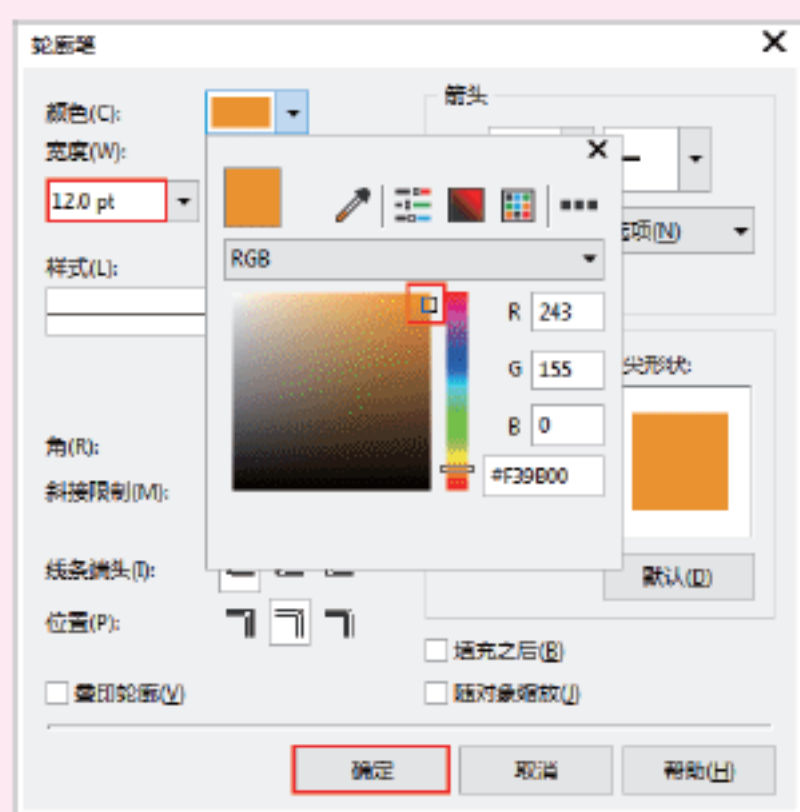 轮廓笔
颜色(C):
箭头
宽度(W):
12.0 pt
选项(N)
RGB
样式(L):
R 243
G 155
尖形状:
B 0
角(R):
#F39B00
斜接限制(M):
线条端头(T):
默认(D)
位置(P):
填充之后(B)
叠印轮廓(V)
随对象缩放(J)
确定
取消
帮助(H)